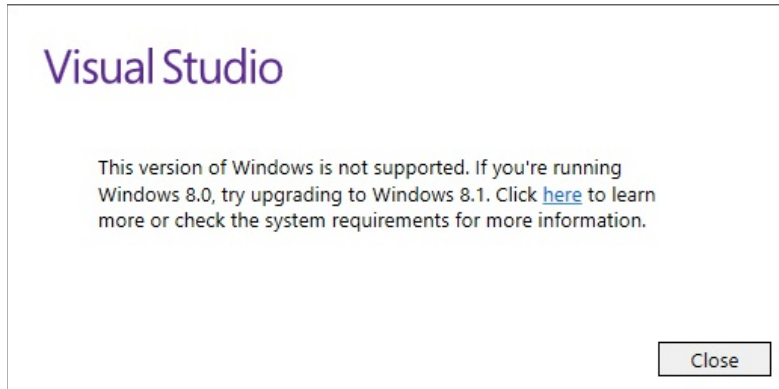 Visual Studio
This version of Windows is not supported. If you're running
Windows 8.0, try upgrading to Windows 8.1. Click here to learn
more or check the system requirements for more information.
Close